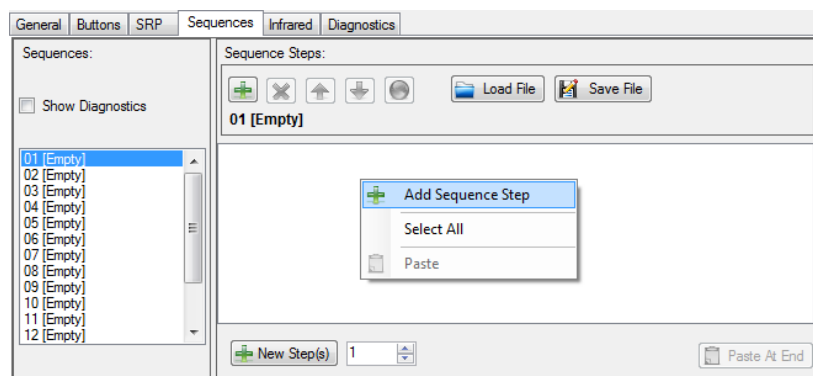 General Buttons SRP Sequences Infrared Diagnostics
Sequences:
Show Diagnostics
01 [Empty]
02 [Empty]
03 [Empty]
04 [Empty]
05 [Empty]
06 [Empty]
07 [Empty]
08 [Empty]
09 [Empty]
10 [Empty]
11 [Empty]
12 [Empty]
Sequence Steps:
Load File Save File
01 [Empty]
Add Sequence Step
Select All
Paste
New Step(s) 1 Paste At End